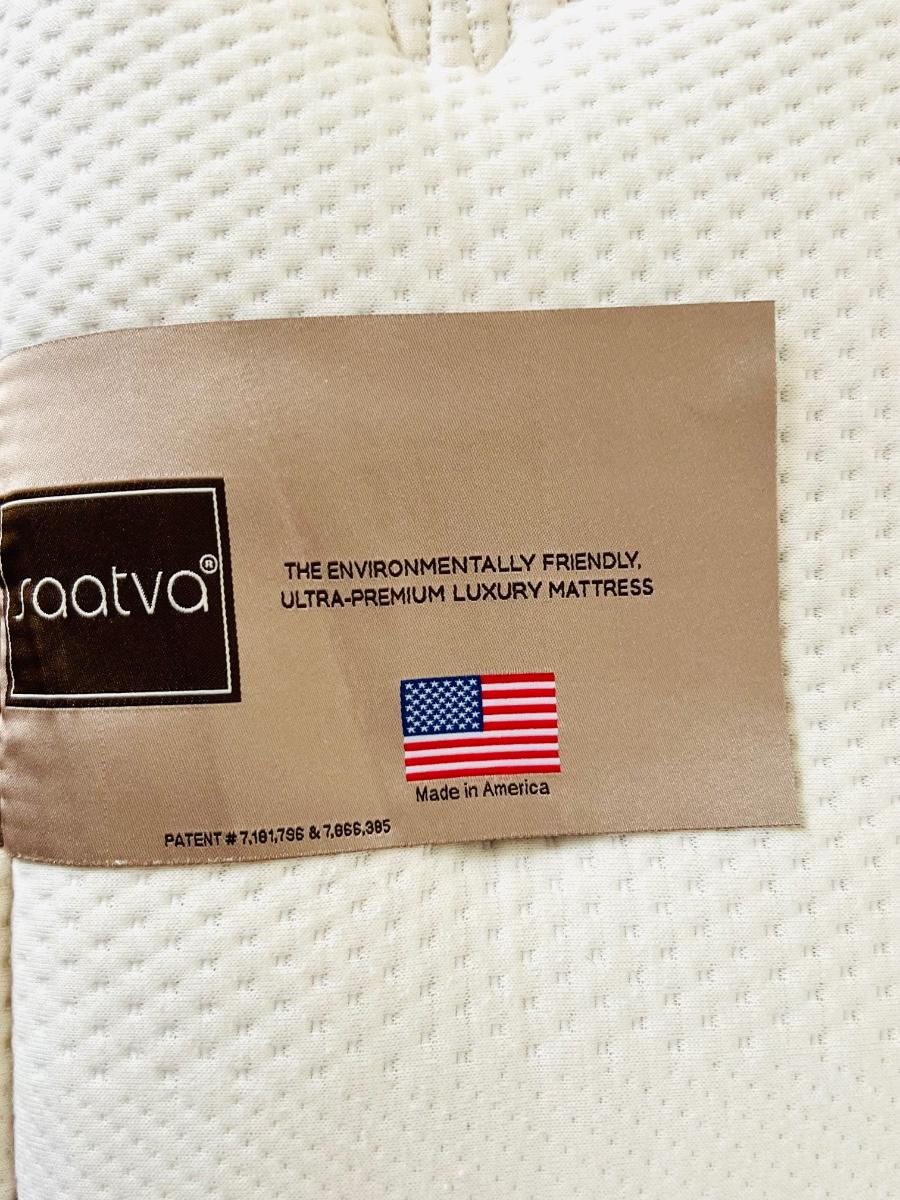 saatva®
THE ENVIRONMENTALLY FRIENDLY,
ULTRA-PREMIUM LUXURY MATTRESS
Made in America
PATENT # 7,181,796 & 7,866,385